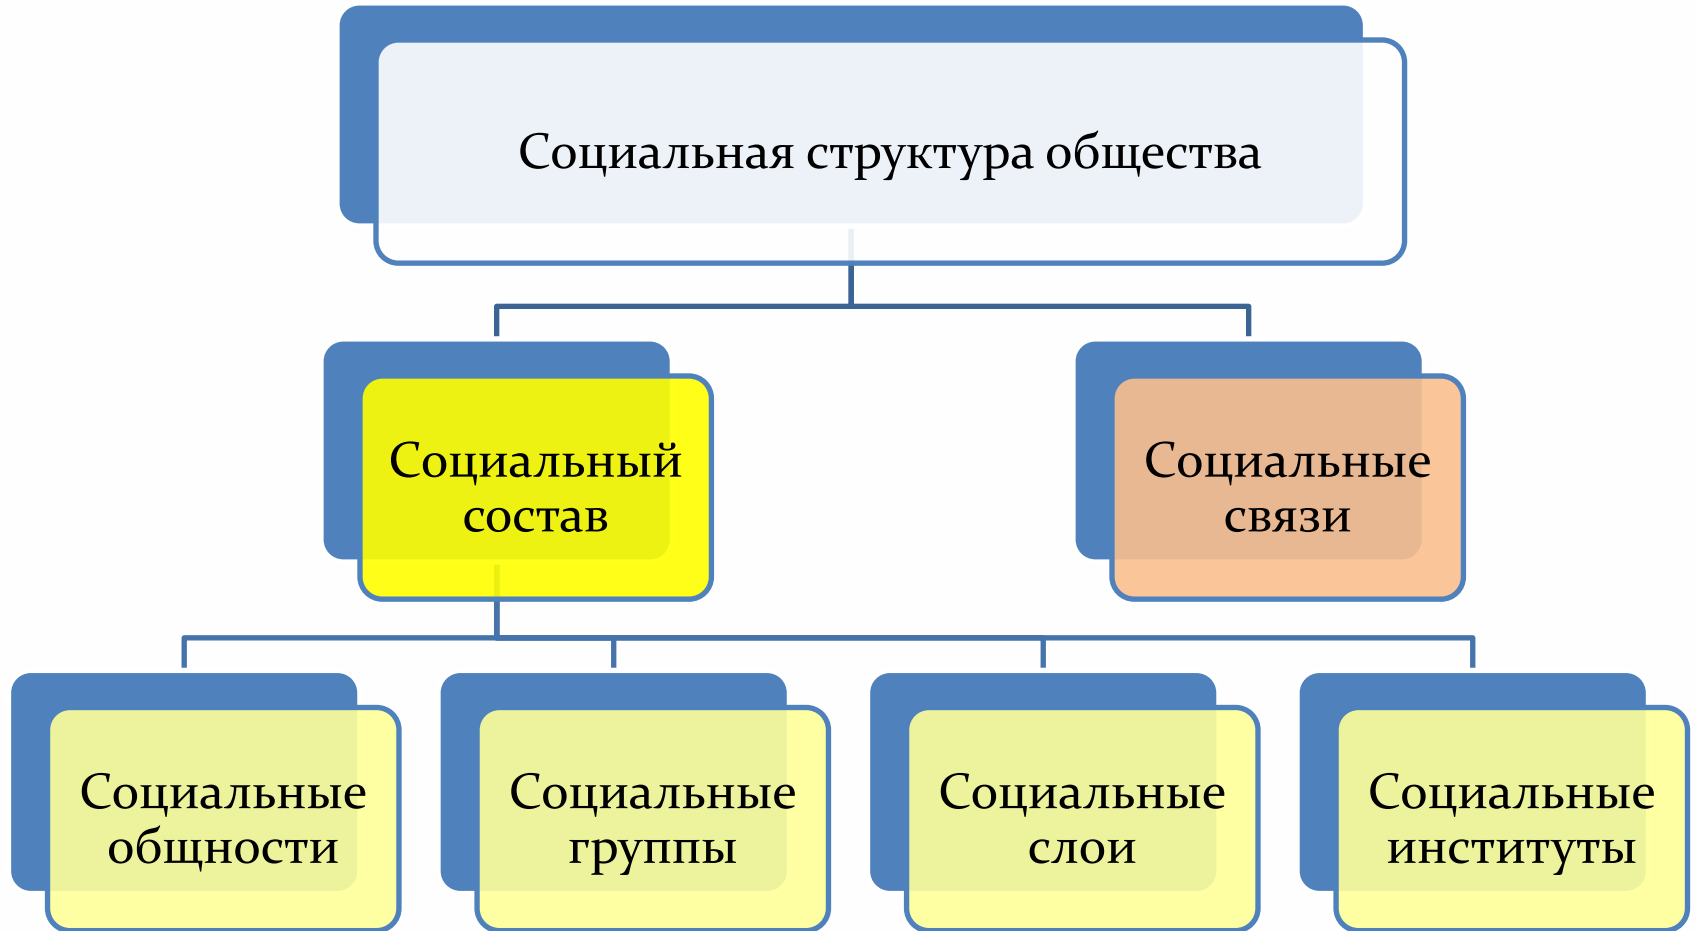 Социальная структура общества
Социальный
состав
Социальные
связи
Социальные
общности
Социальные
группы
Социальные
слои
Социальные
институты